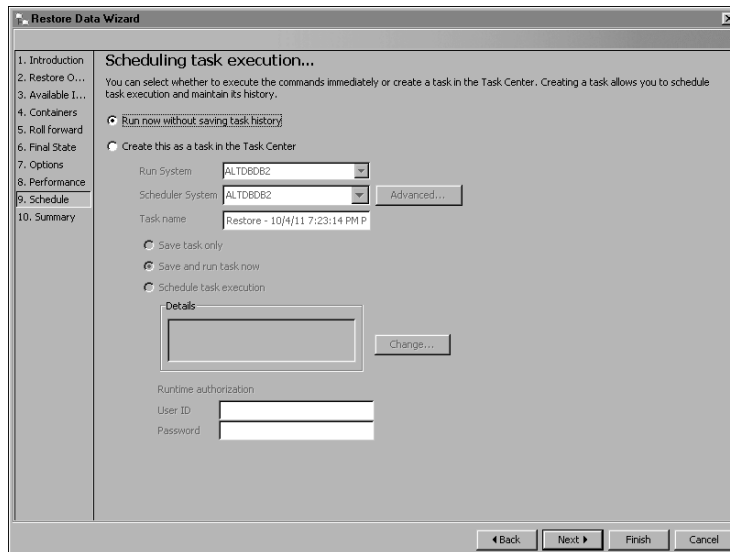 Restore Data Wizard
1. Introduction
2. Restore O...
3. Available I...
4. Containers
5. Roll forward
6. Final State
7. Options
8. Performance
9. Schedule
10. Summary
Scheduling task execution...
You can select whether to execute the commands immediately or create a task in the Task Center. Creating a task allows you to schedule
task execution and maintain its history.
Run now without saving task history
Create this as a task in the Task Center
Run System ALTDBDB2
Scheduler System ALTDBDB2 Advanced...
Task name Restore - 10/4/11 7:23:14 PM P
Save task only
Save and run task now
Schedule task execution
Details
Change...
Runtime authorization
User ID
Password
Back Next Finish Cancel